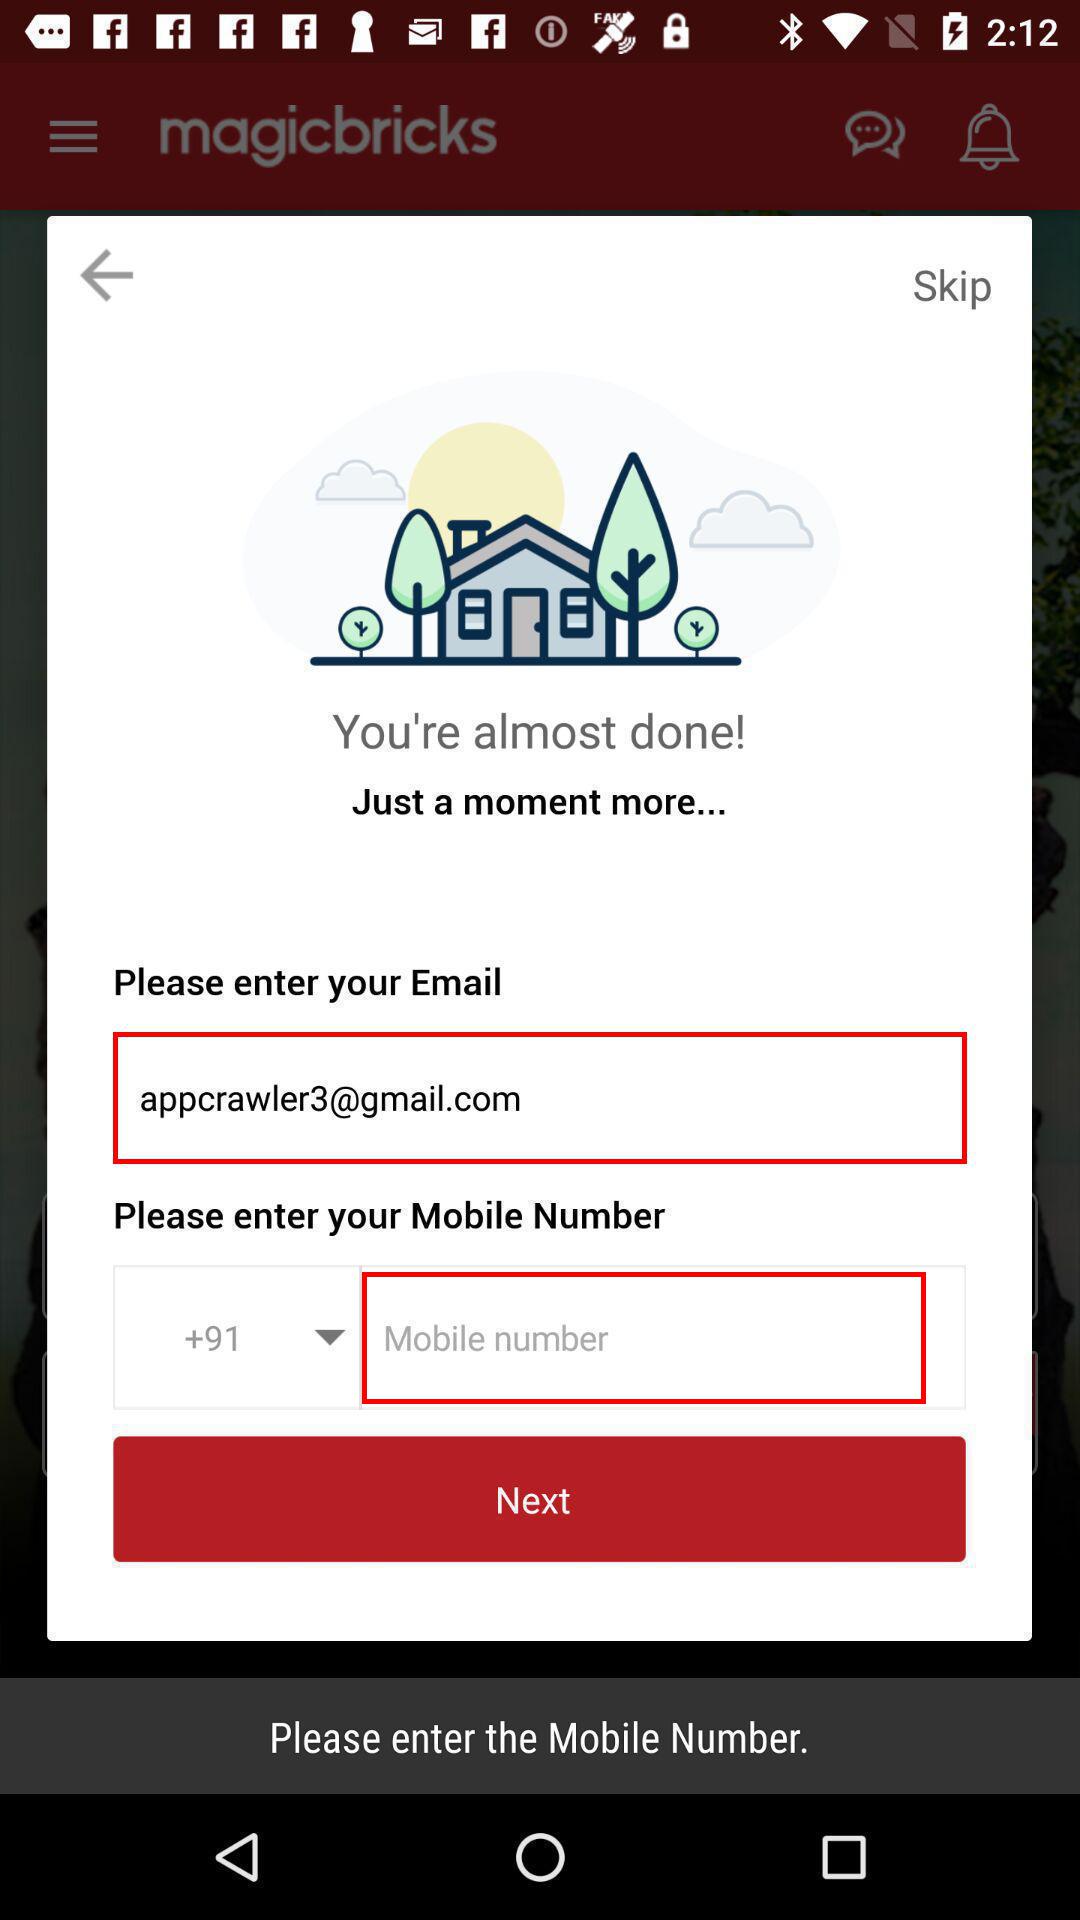 FAKE
2:12
magicbricks
Skip
You're almost done!
Just a moment more...
Please enter your Email
appcrawler3@gmail.com
Please enter your Mobile Number
+91
Mobile number
Next
Please enter the Mobile Number.